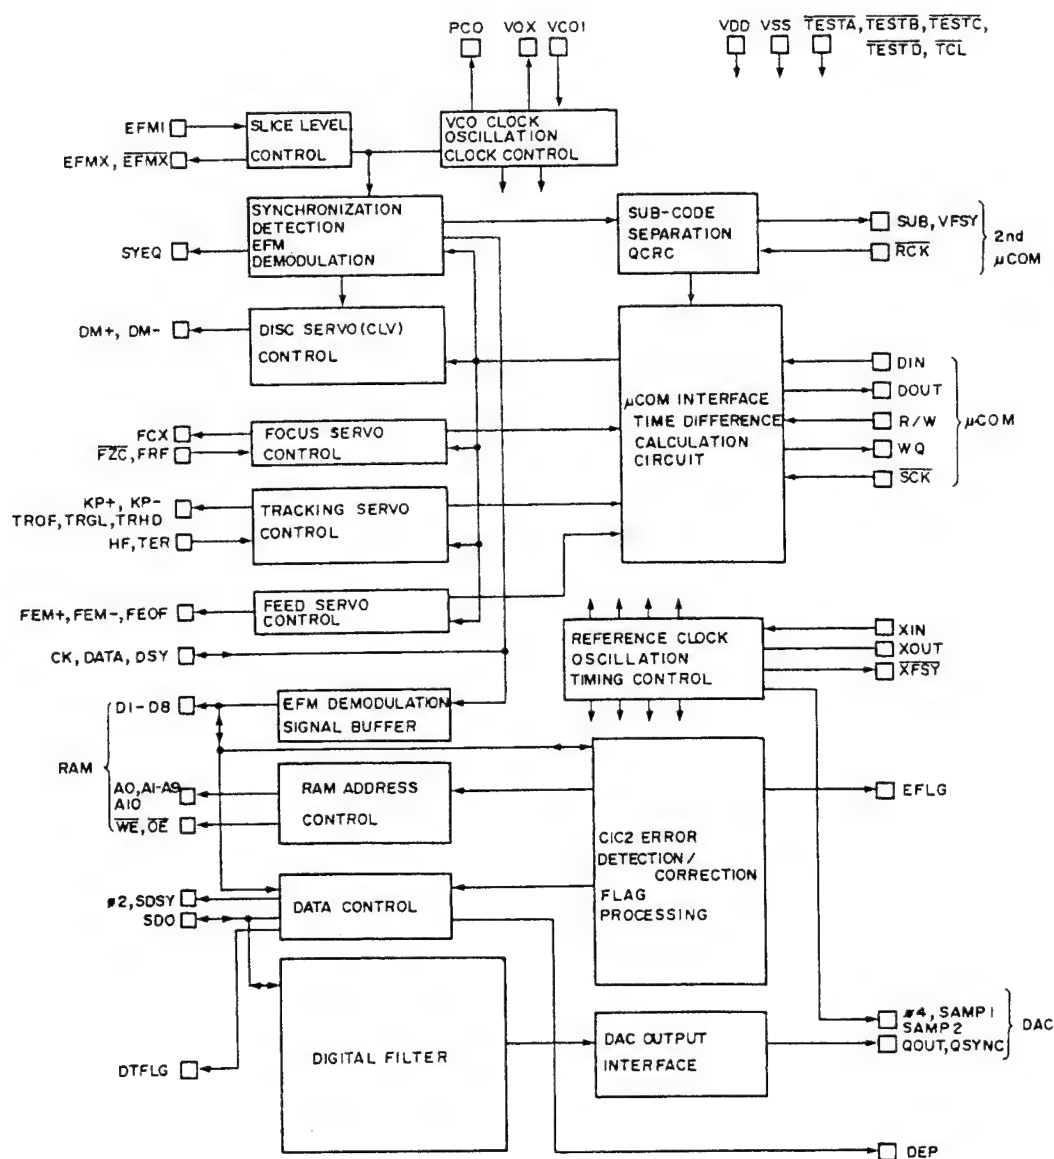 PCO VOX VCO1
VDD VSS TESTA, TESTB, TESTC,
TESTD, TCL
EFMI
SLICE LEVEL
CONTROL
EFMX, EFMX
VCO CLOCK
OSCILLATION
CLOCK CONTROL
SYNCHRONIZATION
DETECTION
EFM
DEMODULATION
SYEQ
SUB-CODE
SEPARATION
QCRC
SUB, VFSY
RCK
2nd
μCOM
DM+, DM-
DISC SERVO (CLV)
CONTROL
μCOM INTERFACE
TIME DIFFERENCE
CALCULATION
CIRCUIT
DIN
DOUT
R/W
WQ
SCK
μCOM
FCX
FZC, FRF
FOCUS SERVO
CONTROL
KP+, KP-
TROF, TRGL, TRHD
HF, TER
TRACKING SERVO
CONTROL
FEM+, FEM-, FEOF
FEED SERVO
CONTROL
CK, DATA, DSY
REFERENCE CLOCK
OSCILLATION
TIMING CONTROL
XIN
XOUT
XFSY
D1-D8
EFM DEMODULATION
SIGNAL BUFFER
RAM
A0, A1-A9
A10
WE, OE
RAM ADDRESS
CONTROL
C1C2 ERROR
DETECTION/
CORRECTION
FLAG
PROCESSING
EFLG
ø2, SDSY
SDO
DATA CONTROL
DIGITAL FILTER
DTFLG
DAC OUTPUT
INTERFACE
ø4, SAMP1
SAMP2
QOUT, QSYNC
DAC
DEP